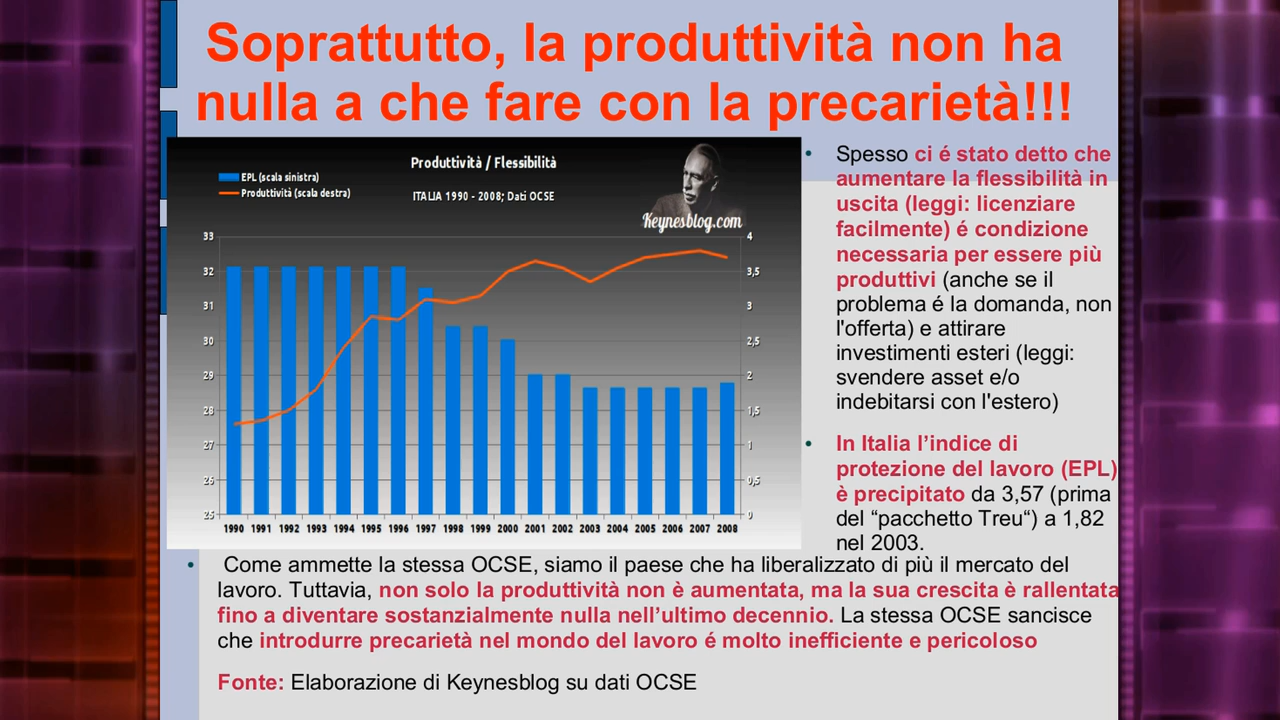 Soprattutto, la produttività non ha
nulla a che fare con la precarietà!!!
Produttività / Flessibilità
EPL (scala sinistra)
Produttività (scala destra)
ITALIA 1990 - 2008; Dati OCSE
Keynesblog.com
33
32
31
30
29
28
27
26
25
4
3,5
3
2,5
2
1,5
1
0,5
0
1990 1991 1992 1993 1994 1995 1996 1997 1998 1999 2000 2001 2002 2003 2004 2005 2006 2007 2008
• Spesso ci é stato detto che
aumentare la flessibilità in
uscita (leggi: licenziare
facilmente) é condizione
necessaria per essere più
produttivi (anche se il
problema é la domanda, non
l'offerta) e attirare
investimenti esteri (leggi:
svendere asset e/o
indebitarsi con l'estero)
• In Italia l’indice di
protezione del lavoro (EPL)
è precipitato da 3,57 (prima
del “pacchetto Treu“) a 1,82
nel 2003.
• Come ammette la stessa OCSE, siamo il paese che ha liberalizzato di più il mercato del
lavoro. Tuttavia, non solo la produttività non è aumentata, ma la sua crescita è rallentata
fino a diventare sostanzialmente nulla nell’ultimo decennio. La stessa OCSE sancisce
che introdurre precarietà nel mondo del lavoro é molto inefficiente e pericoloso
Fonte: Elaborazione di Keynesblog su dati OCSE